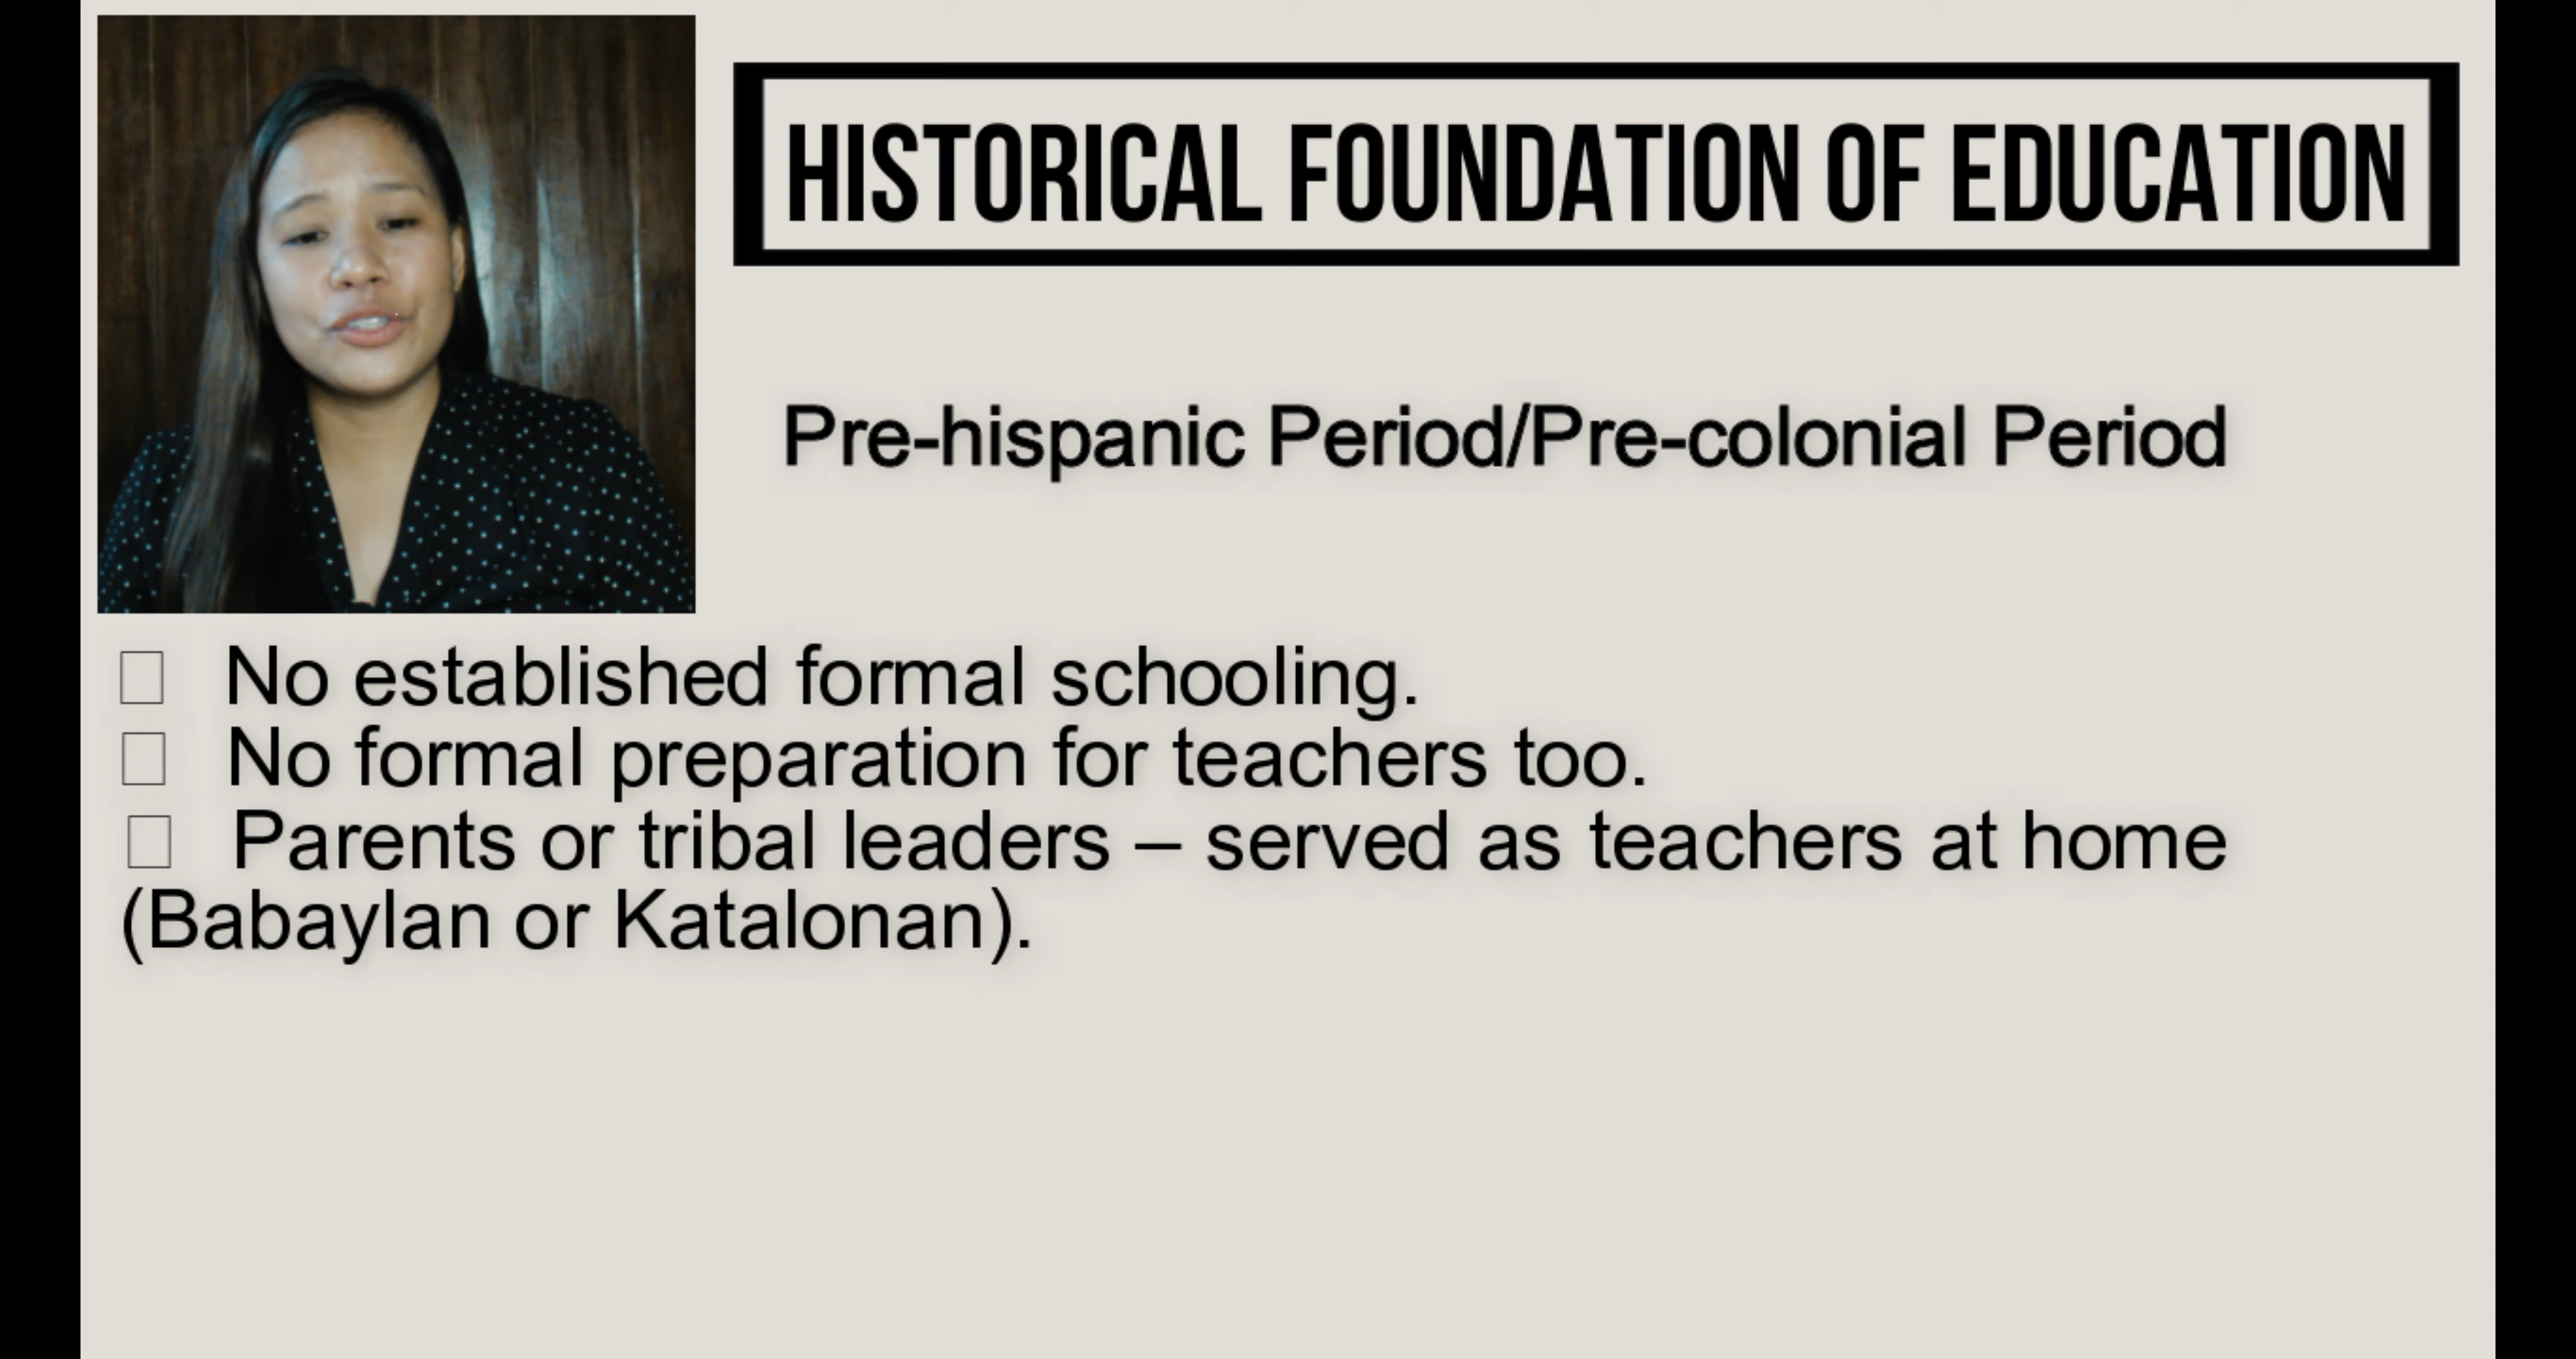 HISTORICAL FOUNDATION OF EDUCATION
Pre-hispanic Period/Pre-colonial Period
No established formal schooling.
No formal preparation for teachers too.
Parents or tribal leaders – served as teachers at home
(Babaylan or Katalonan).